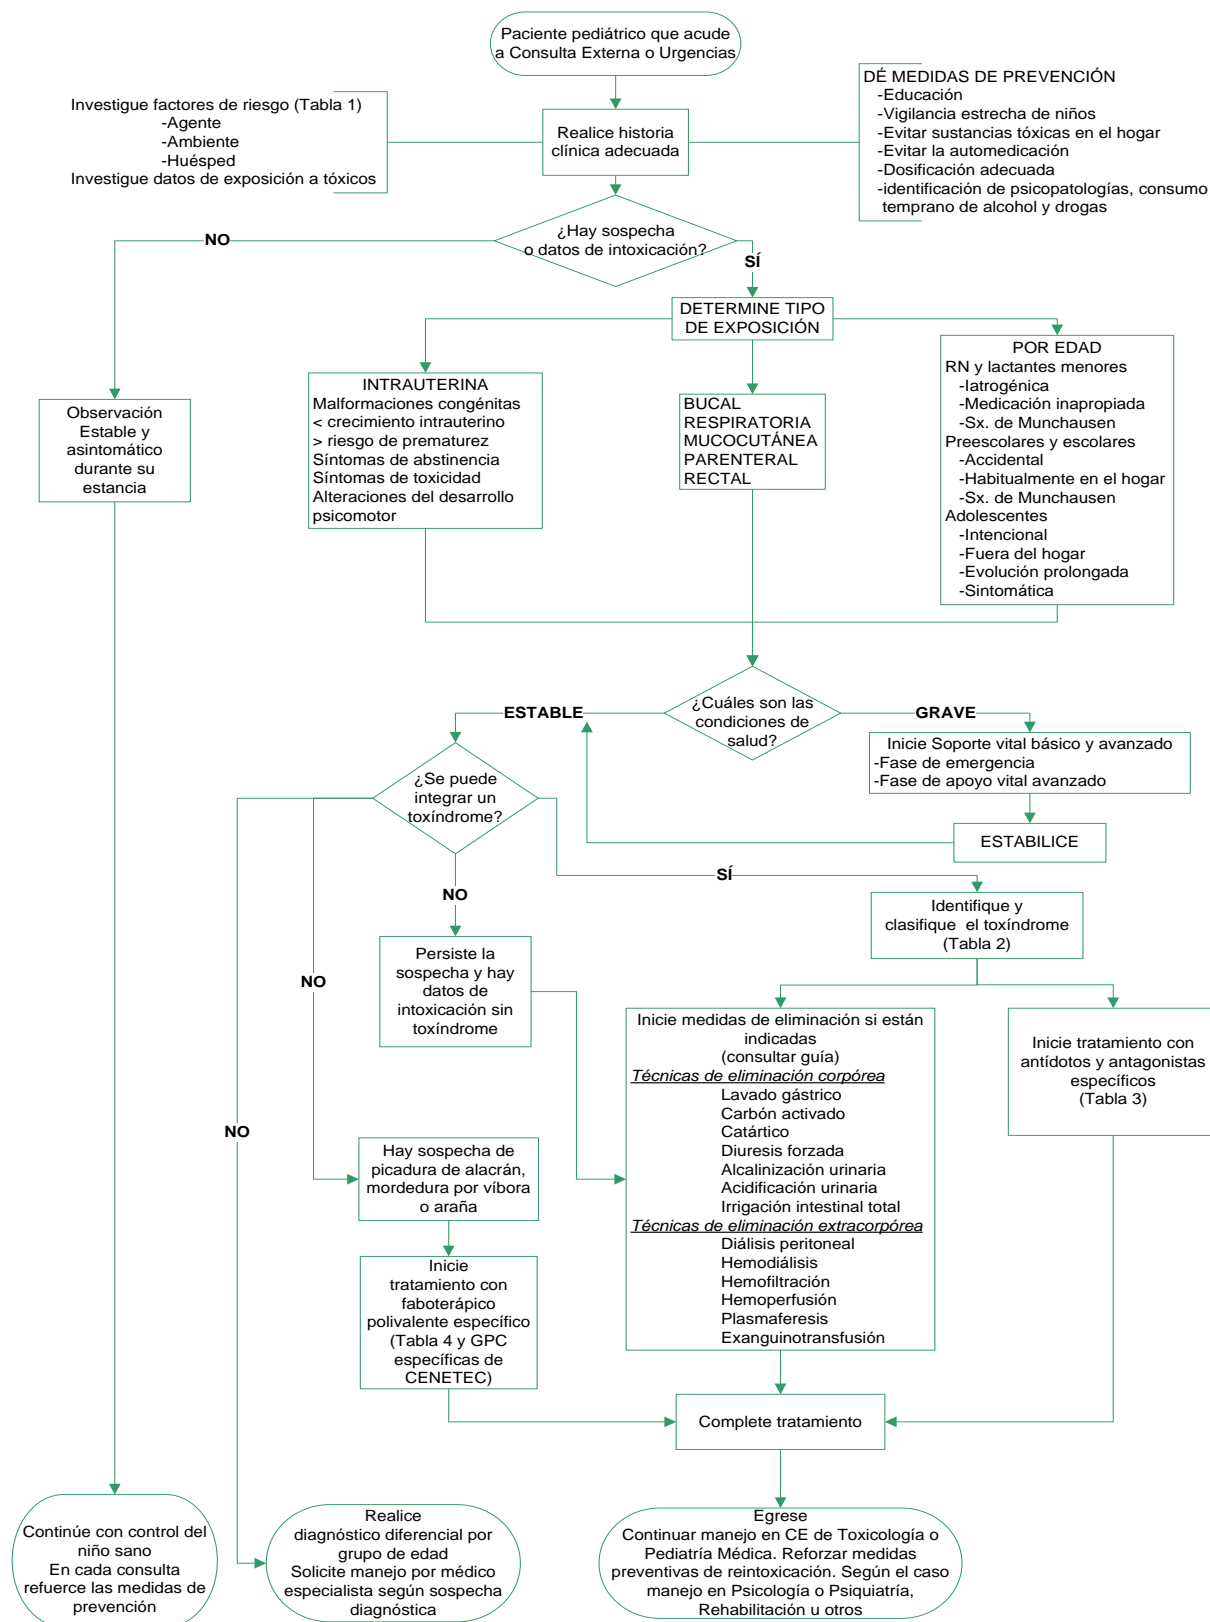 Paciente pediátrico que acude
a Consulta Externa o Urgencias
Investigue factores de riesgo (Tabla 1)
-Agente
-Ambiente
-Huésped
Investigue datos de exposición a tóxicos
Realice historia
clínica adecuada
DÉ MEDIDAS DE PREVENCIÓN
-Educación
-Vigilancia estrecha de niños
-Evitar sustancias tóxicas en el hogar
-Evitar la automedicación
-Dosificación adecuada
-identificación de psicopatologías, consumo
temprano de alcohol y drogas
¿Hay sospecha
o datos de intoxicación?
NO
SÍ
DETERMINE TIPO
DE EXPOSICIÓN
Observación
Estable y
asintomático
durante su
estancia
INTRAUTERINA
Malformaciones congénitas
< crecimiento intrauterino
> riesgo de prematurez
Síntomas de abstinencia
Síntomas de toxicidad
Alteraciones del desarrollo
psicomotor
BUCAL
RESPIRATORIA
MUCOCUTÁNEA
PARENTERAL
RECTAL
POR EDAD
RN y lactantes menores
-Iatrogénica
-Medicación inapropiada
-Sx. de Munchausen
Preescolares y escolares
-Accidental
-Habitualmente en el hogar
-Sx. de Munchausen
Adolescentes
-Intencional
-Fuera del hogar
-Evolución prolongada
-Sintomática
¿Cuáles son las
condiciones de
salud?
ESTABLE
GRAVE
Inicie Soporte vital básico y avanzado
-Fase de emergencia
-Fase de apoyo vital avanzado
ESTABILICE
¿Se puede
integrar un
toxíndrome?
SÍ
NO
NO
NO
Identifique y
clasifique el toxíndrome
(Tabla 2)
Persiste la
sospecha y hay
datos de
intoxicación sin
toxíndrome
Inicie medidas de eliminación si están
indicadas
(consultar guía)
Técnicas de eliminación corpórea
Lavado gástrico
Carbón activado
Catártico
Diuresis forzada
Alcalinización urinaria
Acidificación urinaria
Irrigación intestinal total
Técnicas de eliminación extracorpórea
Diálisis peritoneal
Hemodiálisis
Hemofiltración
Hemoperfusión
Plasmaferesis
Exanguinotransfusión
Inicie tratamiento con
antídotos y antagonistas
específicos
(Tabla 3)
Hay sospecha de
picadura de alacrán,
mordedura por víbora
o araña
Inicie
tratamiento con
faboterápico
polivalente específico
(Tabla 4 y GPC
específicas de
CENETEC)
Complete tratamiento
Continúe con control del
niño sano
En cada consulta
refuerce las medidas de
prevención
Realice
diagnóstico diferencial por
grupo de edad
Solicite manejo por médico
especialista según sospecha
diagnóstica
Egrese
Continuar manejo en CE de Toxicología o
Pediatría Médica. Reforzar medidas
preventivas de reintoxicación. Según el caso
manejo en Psicología o Psiquiatría,
Rehabilitación u otros